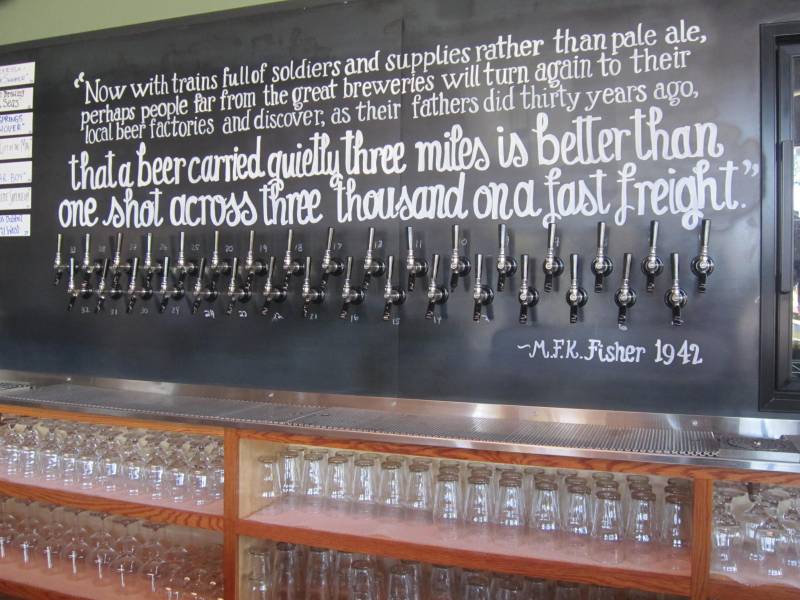 "Now with trains full of soldiers and supplies rather than pale ale,
perhaps people far from the great breweries will turn again to their
local beer factories and discover, as their fathers did thirty years ago,
that a beer carried quietly three miles is better than
one shot across three thousand on a fast freight."
~M.F.K. Fisher 1942